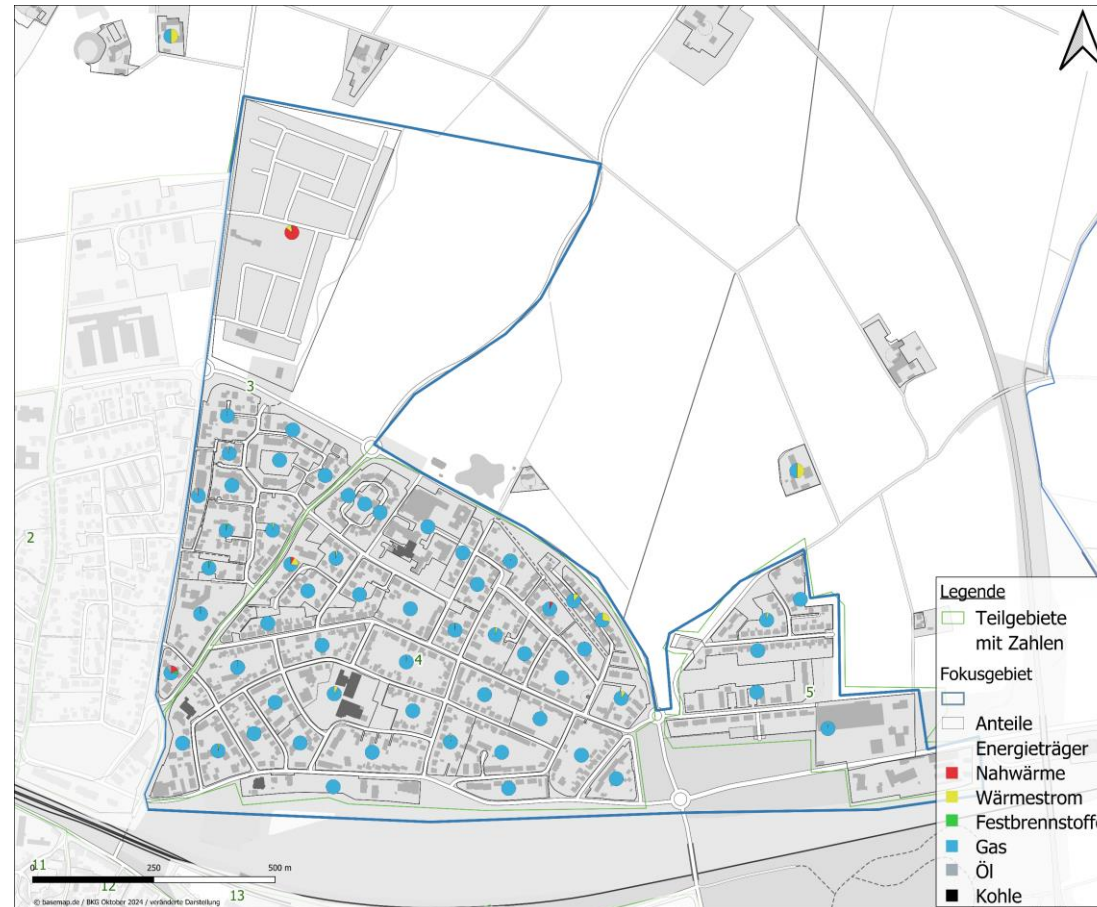 3
2
4
5
Legende
Teilgebiete
mit Zahlen
Fokusgebiet
Anteile
Energieträger
Nahwärme
Wärmestrom
Festbrennstoffe
Gas
Öl
Kohle
11
12
13
0 250 500 m
© basemap.de / BKG Oktober 2024 / veränderte Darstellung